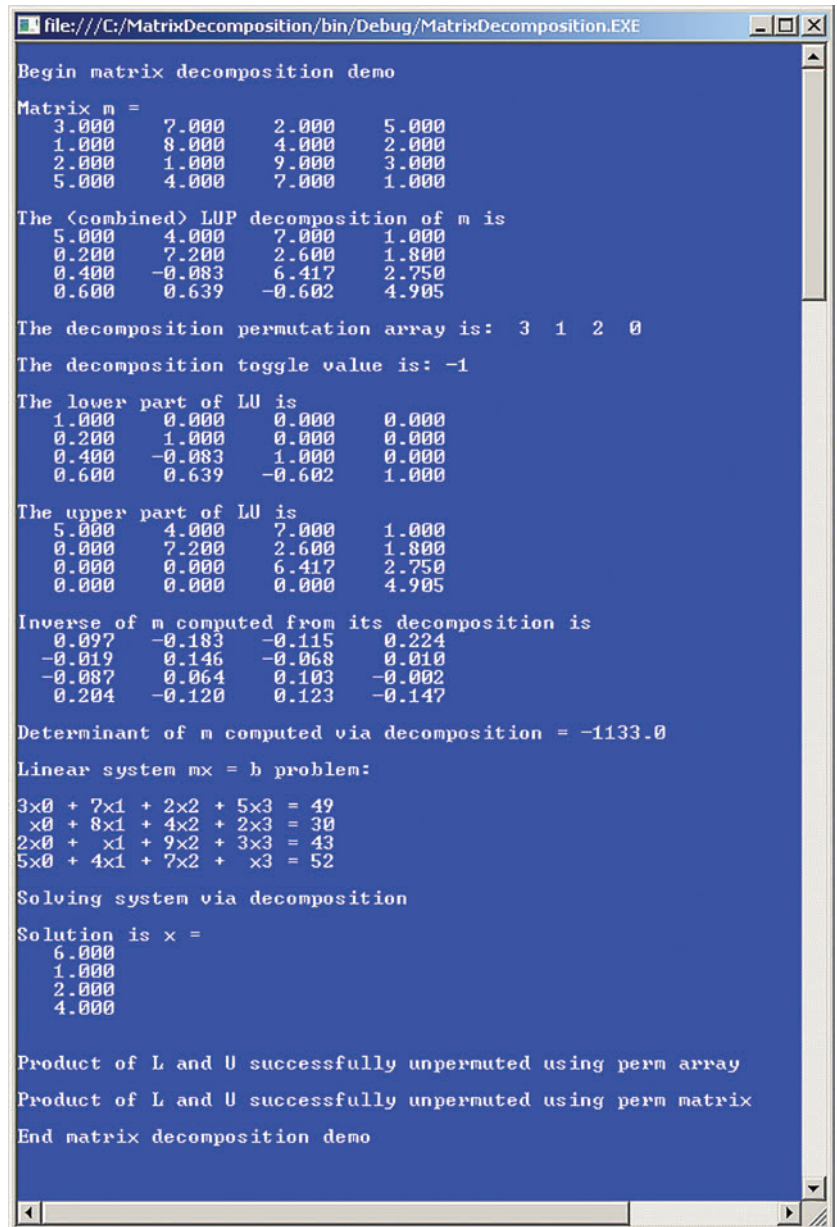 file:///C:/MatrixDecomposition/bin/Debug/MatrixDecomposition.EXE
Begin matrix decomposition demo
Matrix m =
3.000 7.000 2.000 5.000
1.000 8.000 4.000 2.000
2.000 1.000 9.000 3.000
5.000 4.000 7.000 1.000
The (combined) LUP decomposition of m is
5.000 4.000 7.000 1.000
0.200 7.200 2.600 1.800
0.400 -0.083 6.417 2.750
0.600 0.639 -0.602 4.905
The decomposition permutation array is: 3 1 2 0
The decomposition toggle value is: -1
The lower part of LU is
1.000 0.000 0.000 0.000
0.200 1.000 0.000 0.000
0.400 -0.083 1.000 0.000
0.600 0.639 -0.602 1.000
The upper part of LU is
5.000 4.000 7.000 1.000
0.000 7.200 2.600 1.800
0.000 0.000 6.417 2.750
0.000 0.000 0.000 4.905
Inverse of m computed from its decomposition is
0.097 -0.183 -0.115 0.224
-0.019 0.146 -0.068 0.010
-0.087 0.064 0.103 -0.002
0.204 -0.120 0.123 -0.147
Determinant of m computed via decomposition = -1133.0
Linear system mx = b problem:
3x0 + 7x1 + 2x2 + 5x3 = 49
x0 + 8x1 + 4x2 + 2x3 = 30
2x0 + x1 + 9x2 + 3x3 = 43
5x0 + 4x1 + 7x2 + x3 = 52
Solving system via decomposition
Solution is x =
6.000
1.000
2.000
4.000
Product of L and U successfully unpermuted using perm array
Product of L and U successfully unpermuted using perm matrix
End matrix decomposition demo